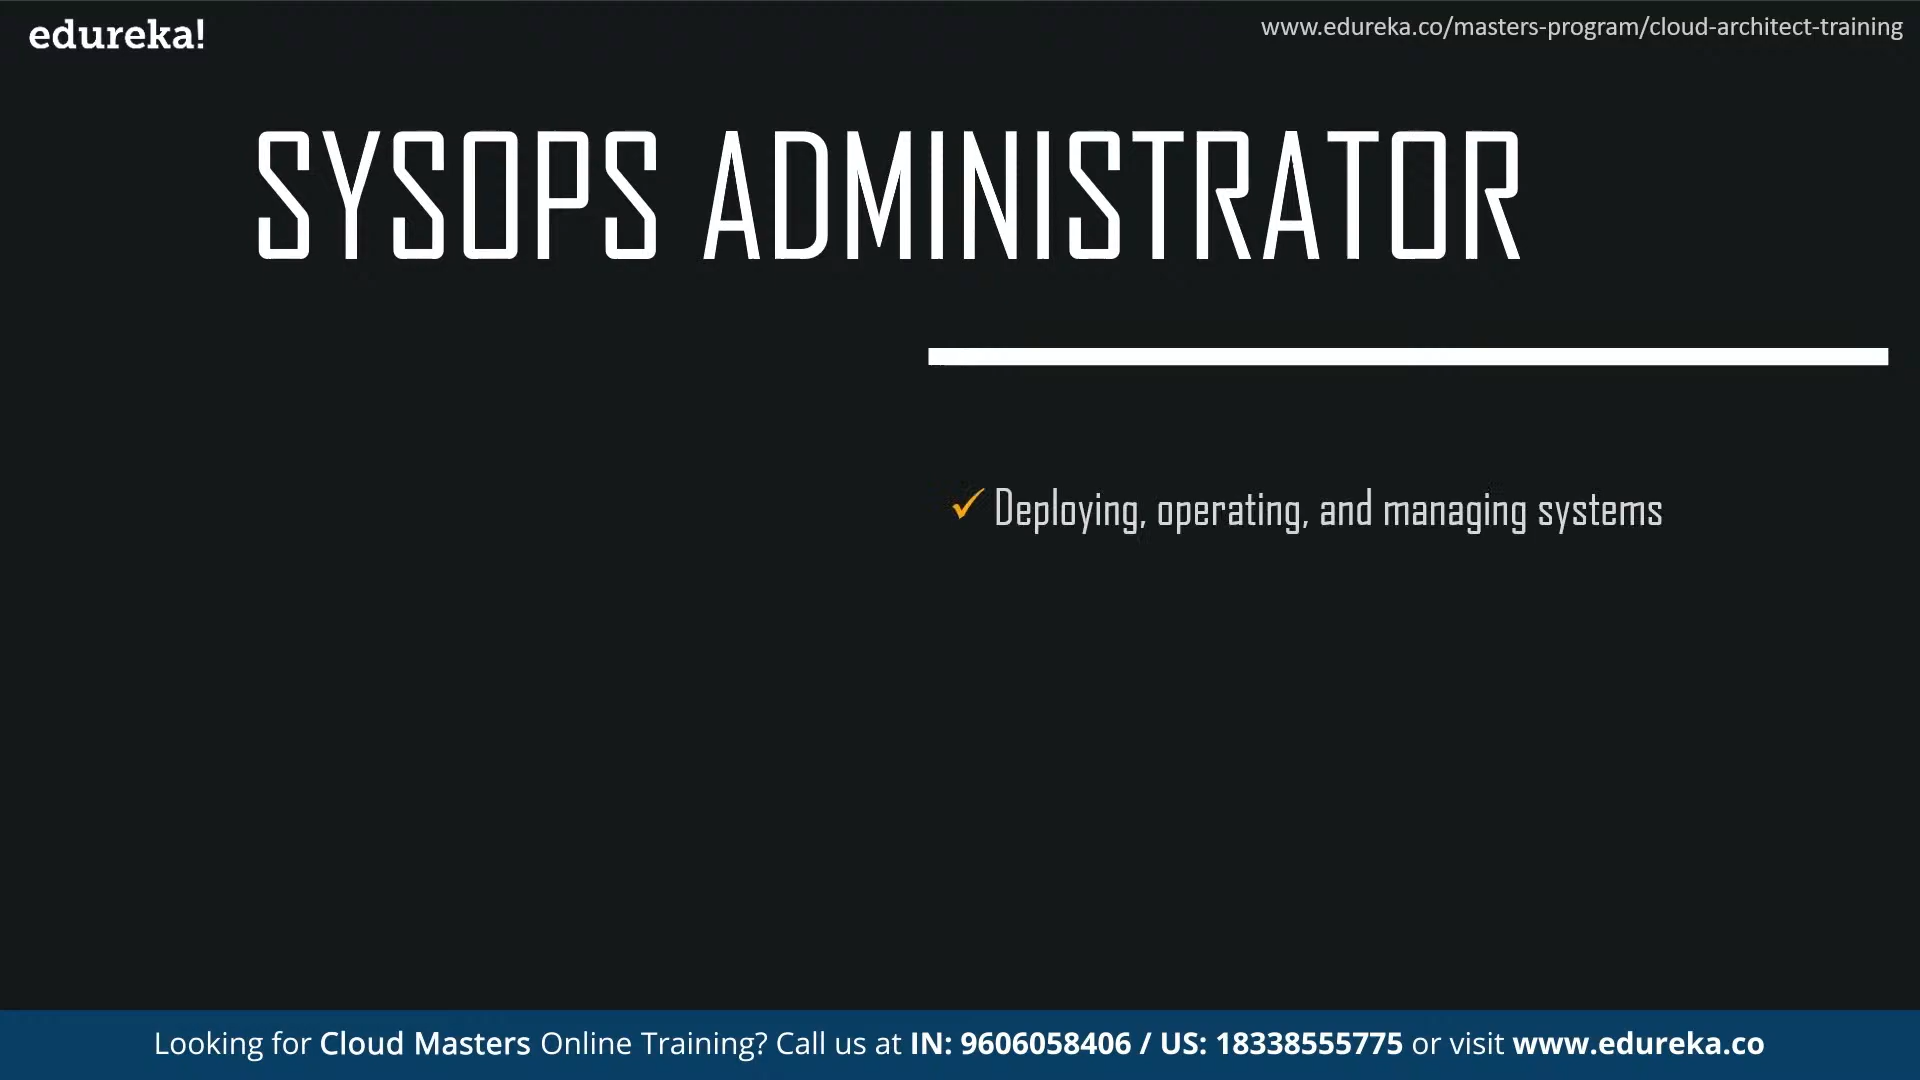 edureka!
www.edureka.co/masters-program/cloud-architect-training
SYSOPS ADMINISTRATOR
✓ Deploying, operating, and managing systems
Looking for Cloud Masters Online Training? Call us at IN: 9606058406 / US: 18338555775 or visit www.edureka.co